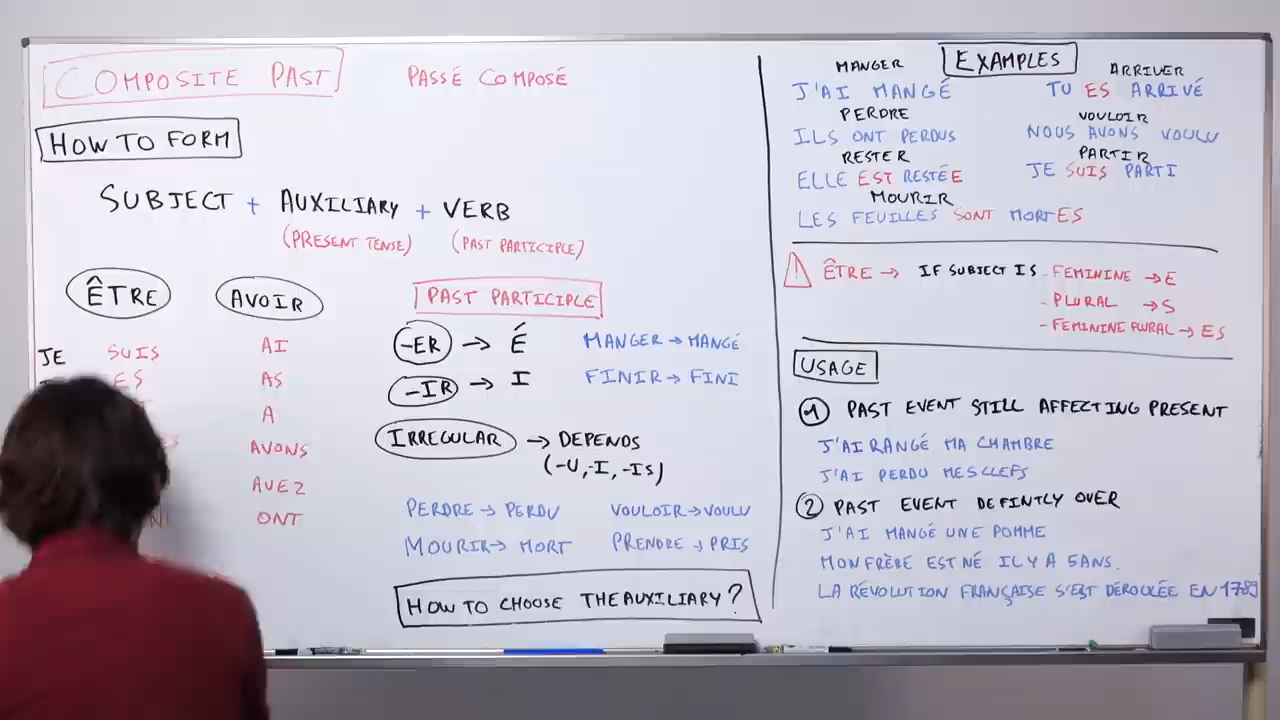 COMPOSITE PAST
PASSÉ COMPOSÉ
HOW TO FORM
SUBJECT + AUXILIARY + VERB
(PRESENT TENSE) (PAST PARTICIPLE)
ÊTRE
AVOIR
JE SUIS AI
ES AS
A
AVONS
AVEZ
ONT
PAST PARTICIPLE
-ER → É MANGER → MANGÉ
-IR → I FINIR → FINI
IRREGULAR → DEPENDS
(-U, -I, -IS)
PERDRE → PERDU VOULOIR → VOULU
MOURIR → MORT PRENDRE → PRIS
HOW TO CHOOSE THE AUXILIARY?
EXAMPLES
MANGER ARRIVER
J'AI MANGÉ TU ES ARRIVÉ
PERDRE VOULOIR
ILS ONT PERDUS NOUS AVONS VOULU
RESTER PARTIR
ELLE EST RESTÉE JE SUIS PARTI
MOURIR
LES FEUILLES SONT MORTES
! ÊTRE → IF SUBJECT IS - FEMININE → E
- PLURAL → S
- FEMININE PLURAL → ES
USAGE
1 PAST EVENT STILL AFFECTING PRESENT
J'AI RANGÉ MA CHAMBRE
J'AI PERDU MES CLEFS
2 PAST EVENT DEFINTLY OVER
J'AI MANGÉ UNE POMME
MON FRÈRE EST NÉ IL Y A 5 ANS.
LA RÉVOLUTION FRANÇAISE S'EST DÉROULÉE EN 1789